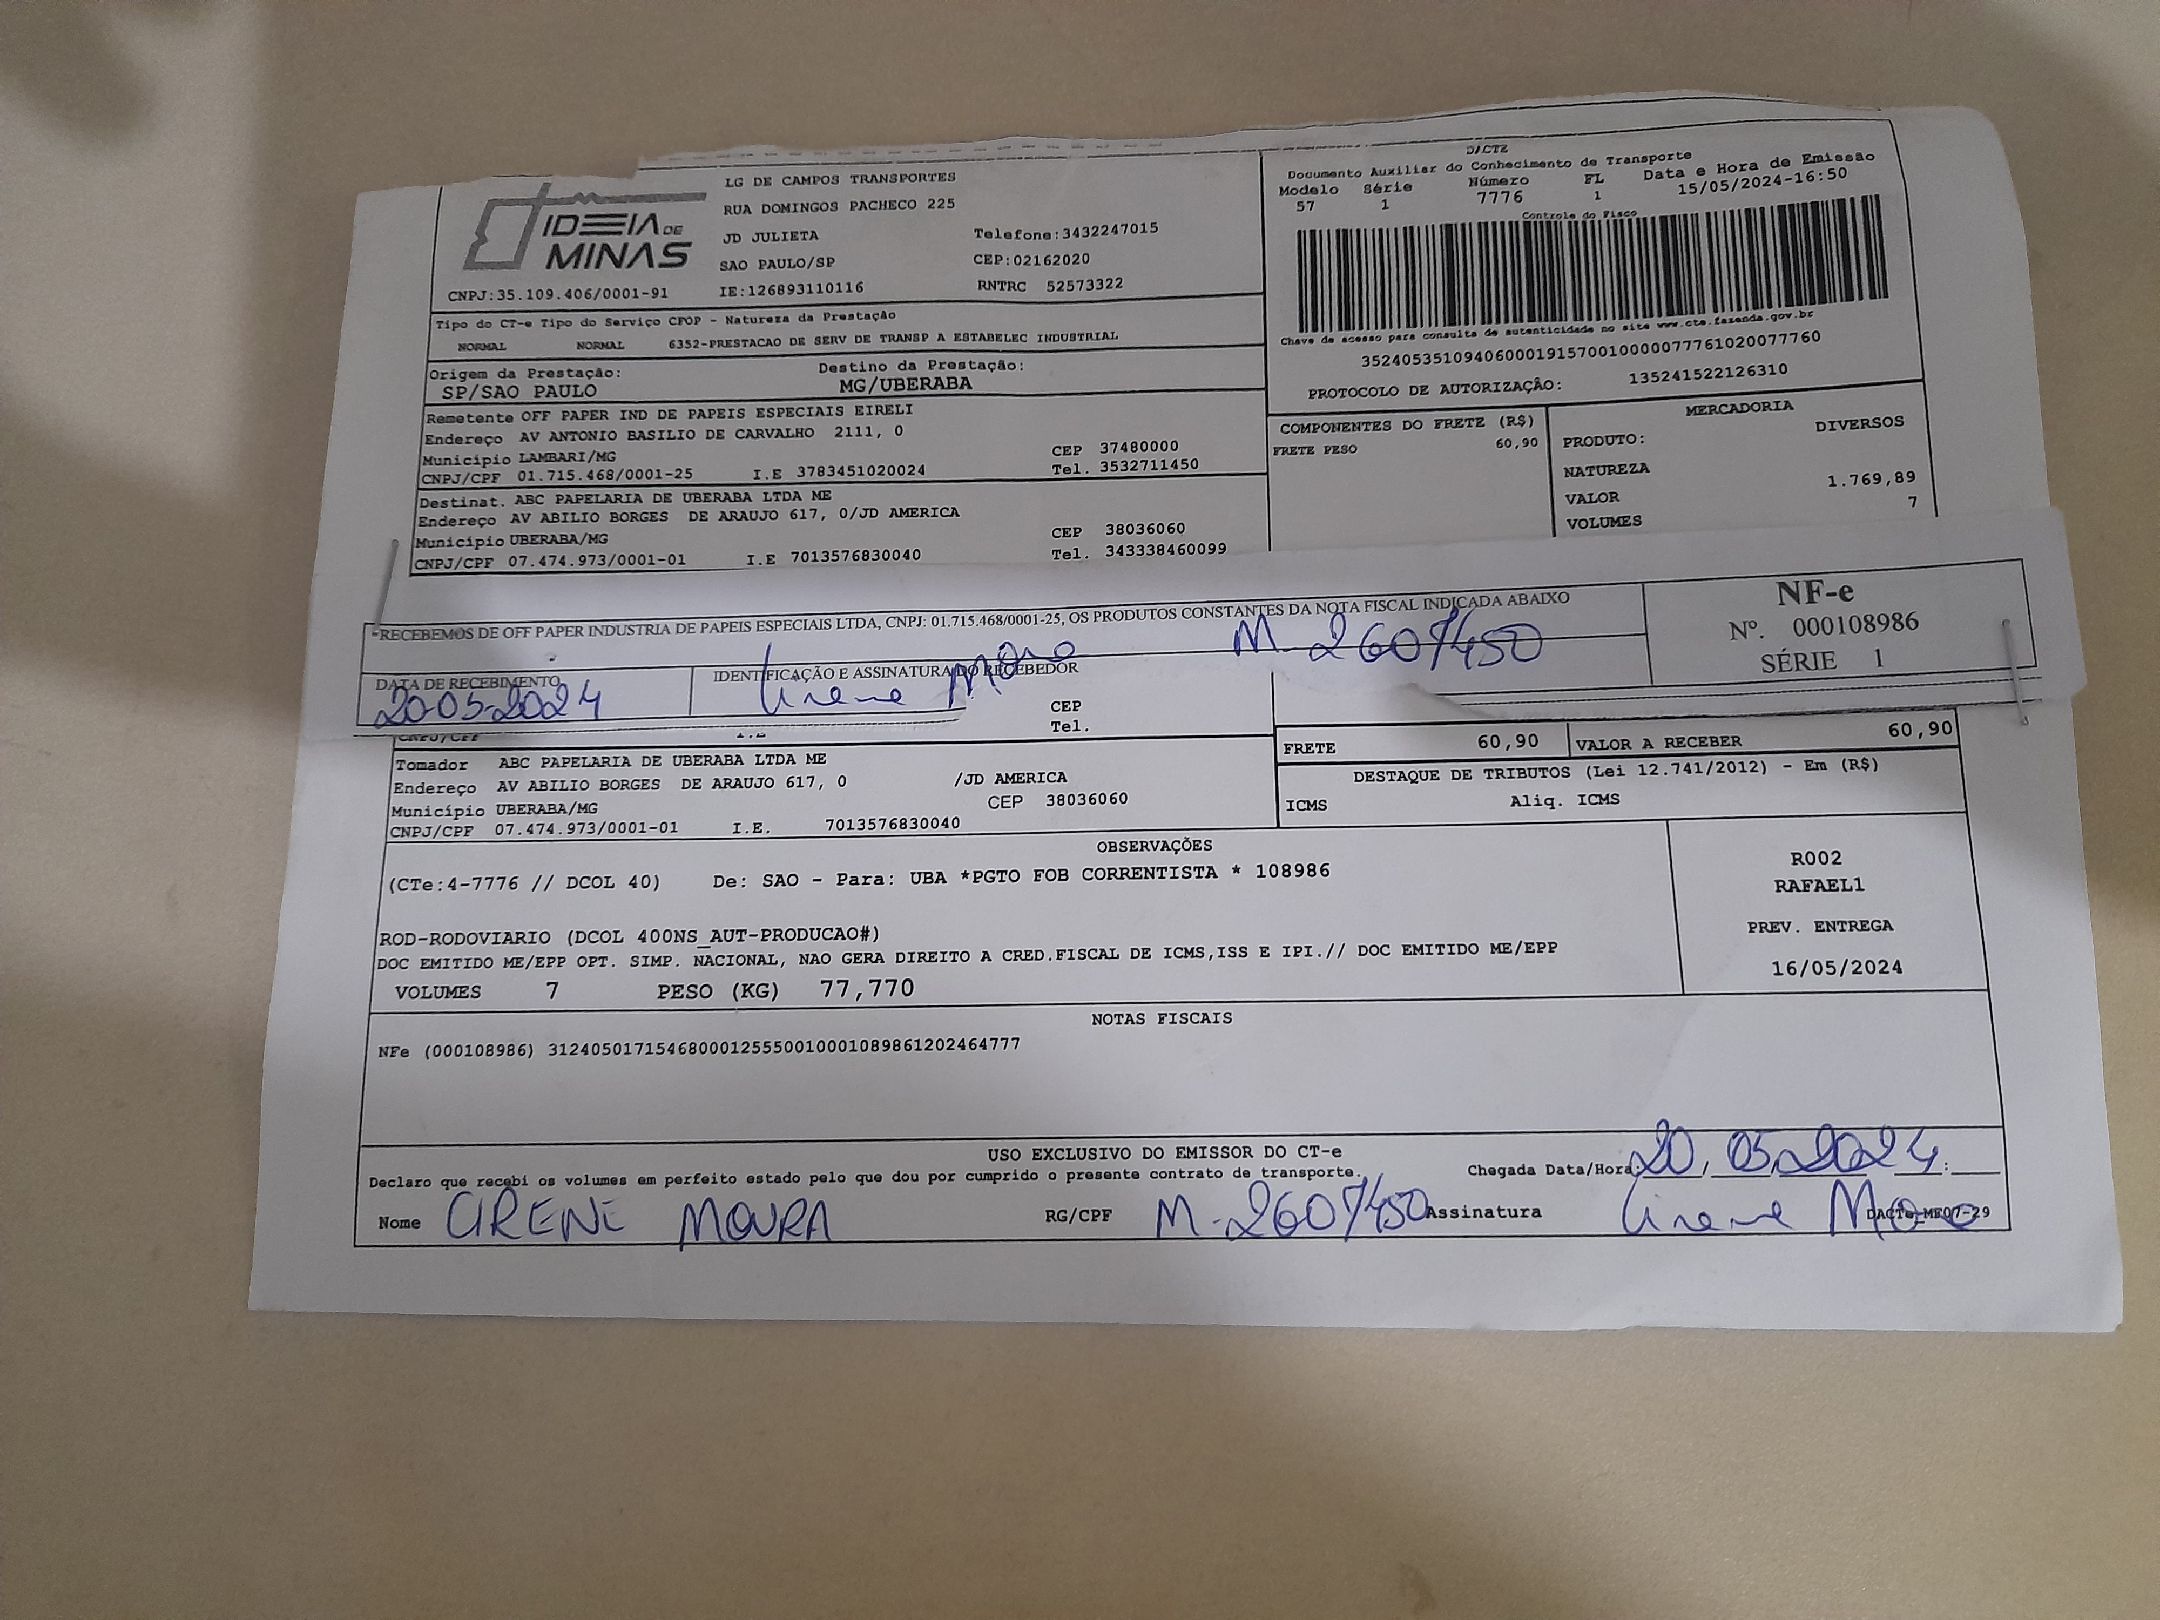 IDEIA DE
MINAS
CNPJ:35.109.406/0001-91
LG DE CAMPOS TRANSPORTES
RUA DOMINGOS PACHECO 225
JD JULIETA Telefone:3432247015
SAO PAULO/SP CEP:02162020
IE:126893110116 RNTRC 52573322
DACTE
Documento Auxiliar do Conhecimento de Transporte
Modelo Série Número FL Data e Hora de Emissão
57 1 7776 1 15/05/2024-16:50
Controle do Fisco
Chave de acesso para consulta de autenticidade no site www.cte.fazenda.gov.br
35240535109406000191570010000077761020077760
PROTOCOLO DE AUTORIZAÇÃO: 135241522126310
Tipo do CT-e Tipo do Serviço CFOP - Natureza da Prestação
NORMAL NORMAL 6352-PRESTACAO DE SERV DE TRANSP A ESTABELEC INDUSTRIAL
Origem da Prestação: Destino da Prestação:
SP/SAO PAULO MG/UBERABA
Remetente OFF PAPER IND DE PAPEIS ESPECIAIS EIRELI
Endereço AV ANTONIO BASILIO DE CARVALHO 2111, 0
Município LAMBARI/MG CEP 37480000
CNPJ/CPF 01.715.468/0001-25 I.E 3783451020024 Tel. 3532711450
Destinat. ABC PAPELARIA DE UBERABA LTDA ME
Endereço AV ABILIO BORGES DE ARAUJO 617, 0/JD AMERICA
Município UBERABA/MG CEP 38036060
CNPJ/CPF 07.474.973/0001-01 I.E 7013576830040 Tel. 343338460099
COMPONENTES DO FRETE (R$)
FRETE PESO 60,90
MERCADORIA
PRODUTO: DIVERSOS
NATUREZA
VALOR 1.769,89
VOLUMES 7
RECEBEMOS DE OFF PAPER INDUSTRIA DE PAPEIS ESPECIAIS LTDA, CNPJ: 01.715.468/0001-25, OS PRODUTOS CONSTANTES DA NOTA FISCAL INDICADA ABAIXO
M-2607450
DATA DE RECEBIMENTO IDENTIFICAÇÃO E ASSINATURA DO RECEBEDOR
20-05-2024 Cirene Moura
NF-e
Nº. 000108986
SÉRIE 1
CEP
CNPJ/CPF I.E Tel.
Tomador ABC PAPELARIA DE UBERABA LTDA ME
Endereço AV ABILIO BORGES DE ARAUJO 617, 0 /JD AMERICA
Município UBERABA/MG CEP 38036060
CNPJ/CPF 07.474.973/0001-01 I.E. 7013576830040
FRETE 60,90 VALOR A RECEBER 60,90
DESTAQUE DE TRIBUTOS (Lei 12.741/2012) - Em (R$)
ICMS Aliq. ICMS
OBSERVAÇÕES
(CTe:4-7776 // DCOL 40) De: SAO - Para: UBA *PGTO FOB CORRENTISTA * 108986
ROD-RODOVIARIO (DCOL 400NS_AUT-PRODUCAO#)
DOC EMITIDO ME/EPP OPT. SIMP. NACIONAL, NAO GERA DIREITO A CRED.FISCAL DE ICMS,ISS E IPI.// DOC EMITIDO ME/EPP
VOLUMES 7 PESO (KG) 77,770
R002
RAFAEL1
PREV. ENTREGA
16/05/2024
NOTAS FISCAIS
NFe (000108986) 31240501715468000125550010001089861202464777
USO EXCLUSIVO DO EMISSOR DO CT-e
Declaro que recebi os volumes em perfeito estado pelo que dou por cumprido o presente contrato de transporte. Chegada Data/Hora: 20/05/2024 :
Nome CIRENE MOURA RG/CPF M-2607450 Assinatura Cirene Moura DACTe_ME07-29